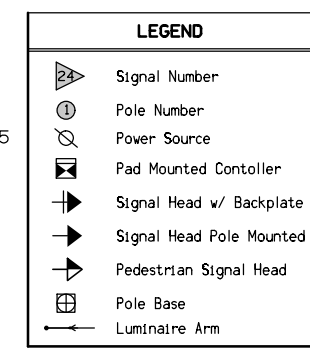 LEGEND
24 Signal Number
1 Pole Number
5
Power Source
Pad Mounted Contoller
Signal Head w/ Backplate
Signal Head Pole Mounted
Pedestrian Signal Head
Pole Base
Luminaire Arm